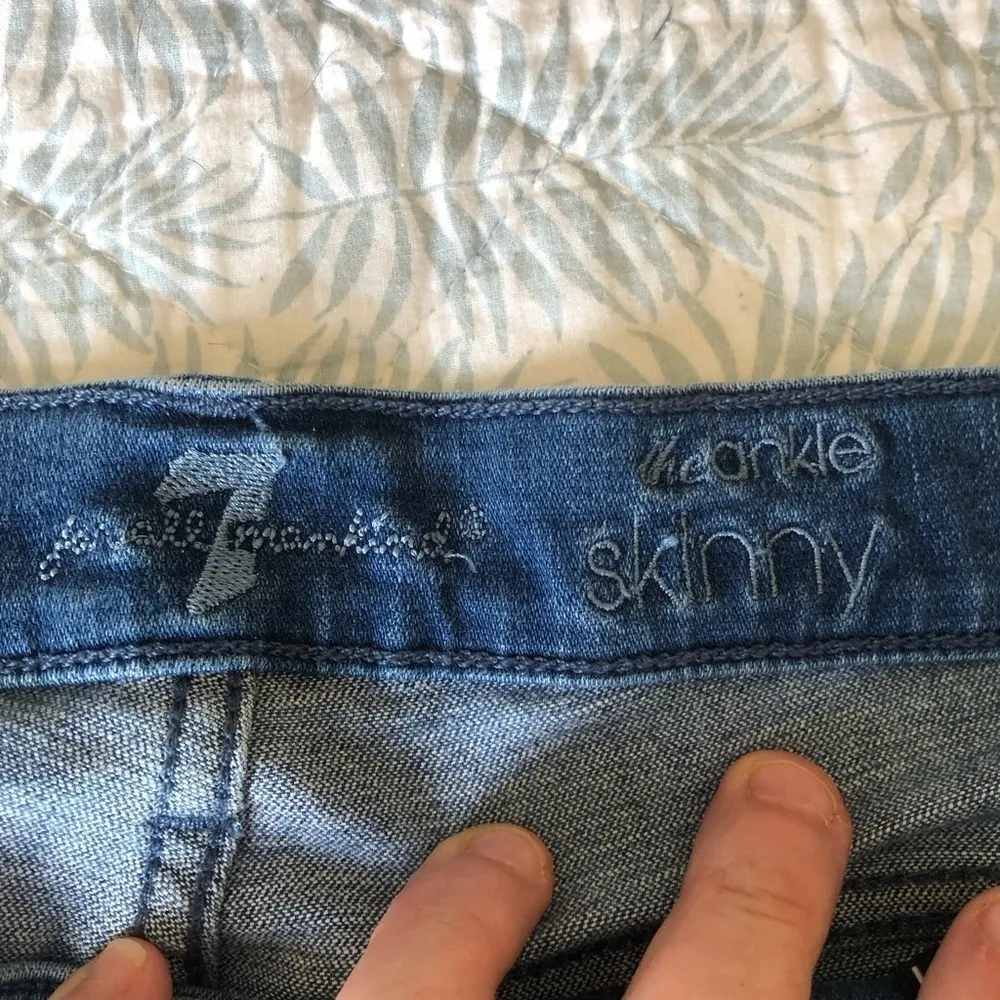 7
for all mankind®
the ankle
skinny